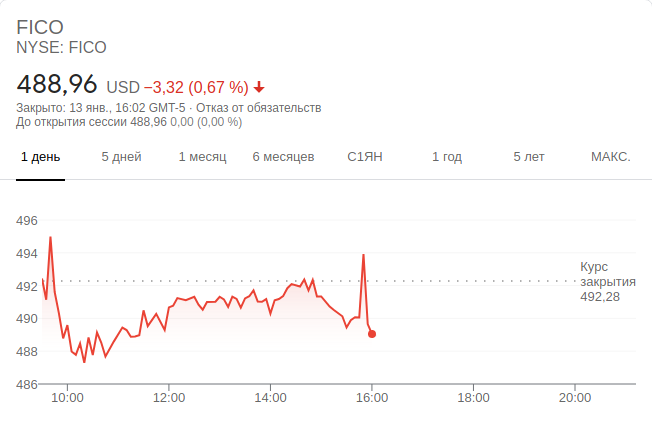 FICO
NYSE: FICO
488,96 USD −3,32 (0,67 %)
Закрыто: 13 янв., 16:02 GMT-5 · Отказ от обязательств
До открытия сессии 488,96 0,00 (0,00 %)
1 день 5 дней 1 месяц 6 месяцев С1ЯН 1 год 5 лет МАКС.
496
494
Курс
закрытия
492,28
492
490
488
486
10:00 12:00 14:00 16:00 18:00 20:00